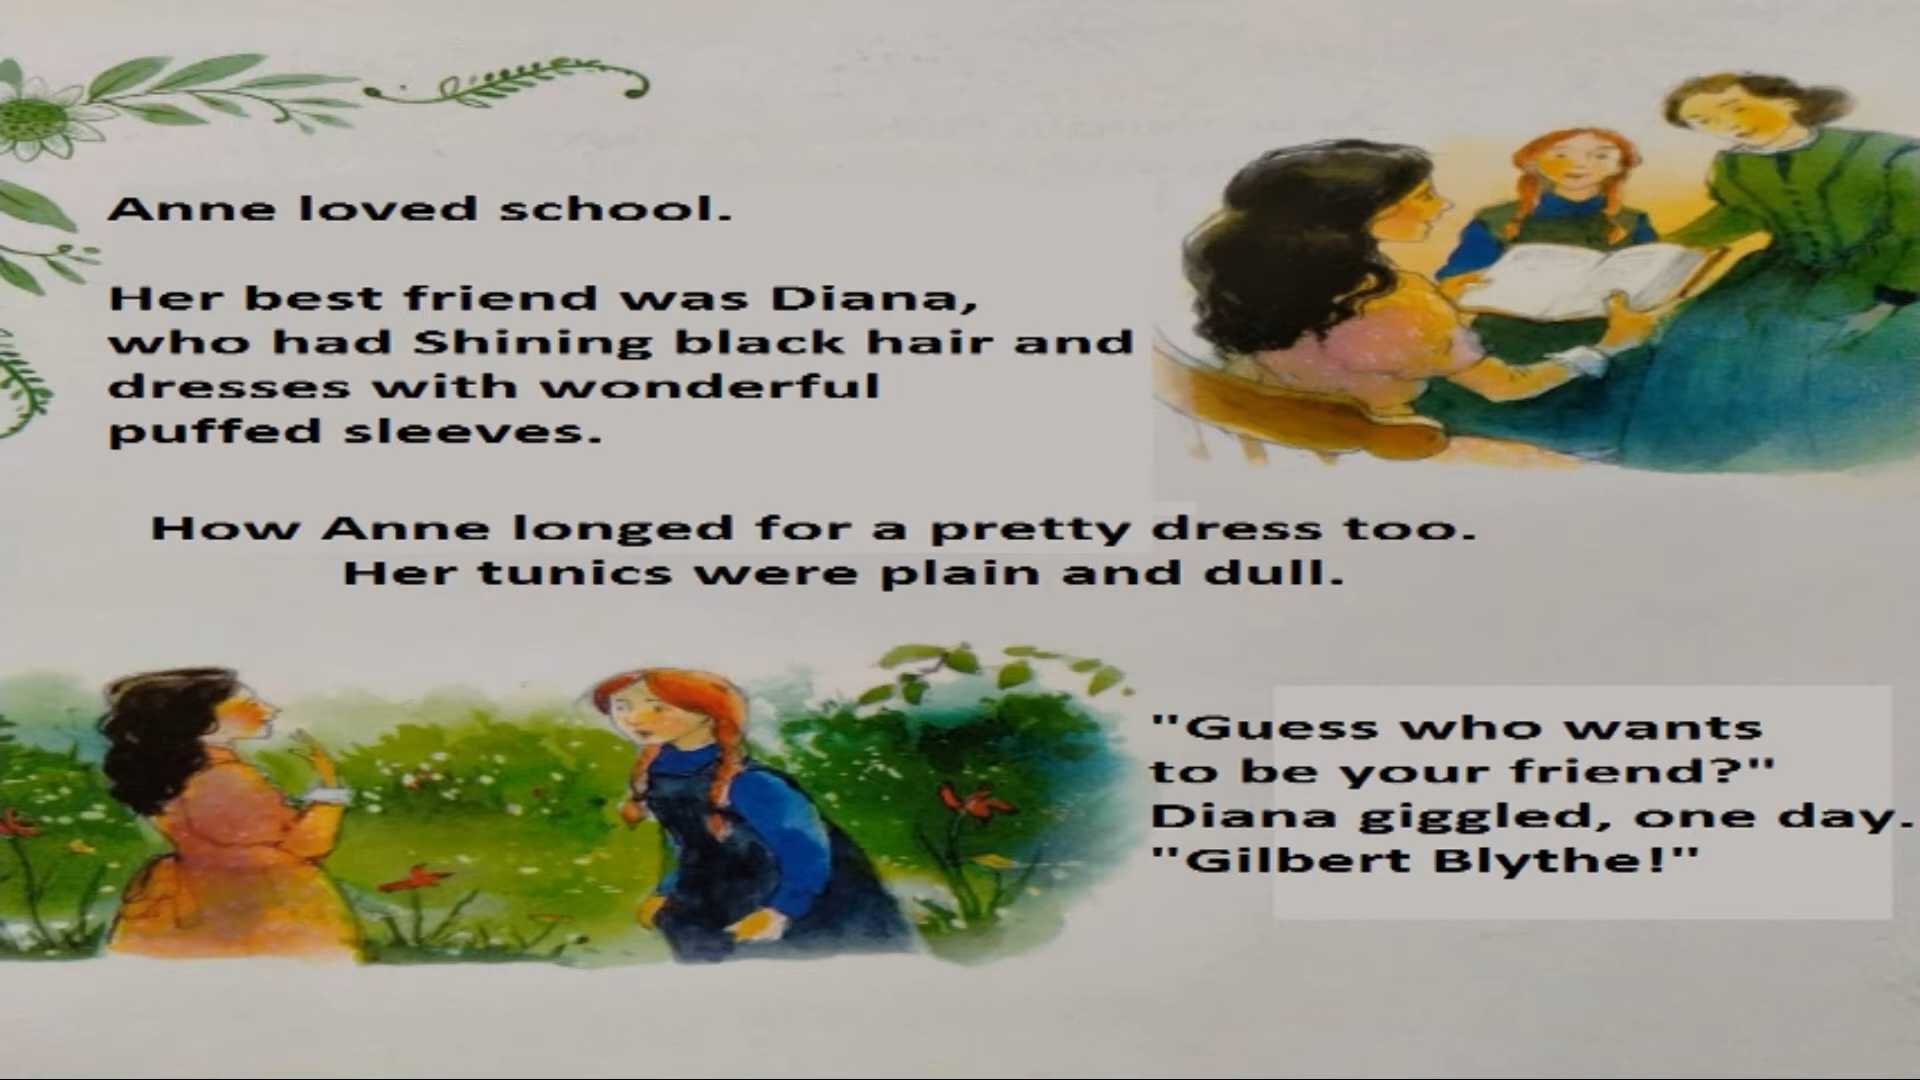 Anne loved school.
Her best friend was Diana,
who had Shining black hair and
dresses with wonderful
puffed sleeves.
How Anne longed for a pretty dress too.
Her tunics were plain and dull.
"Guess who wants
to be your friend?"
Diana giggled, one day.
"Gilbert Blythe!"